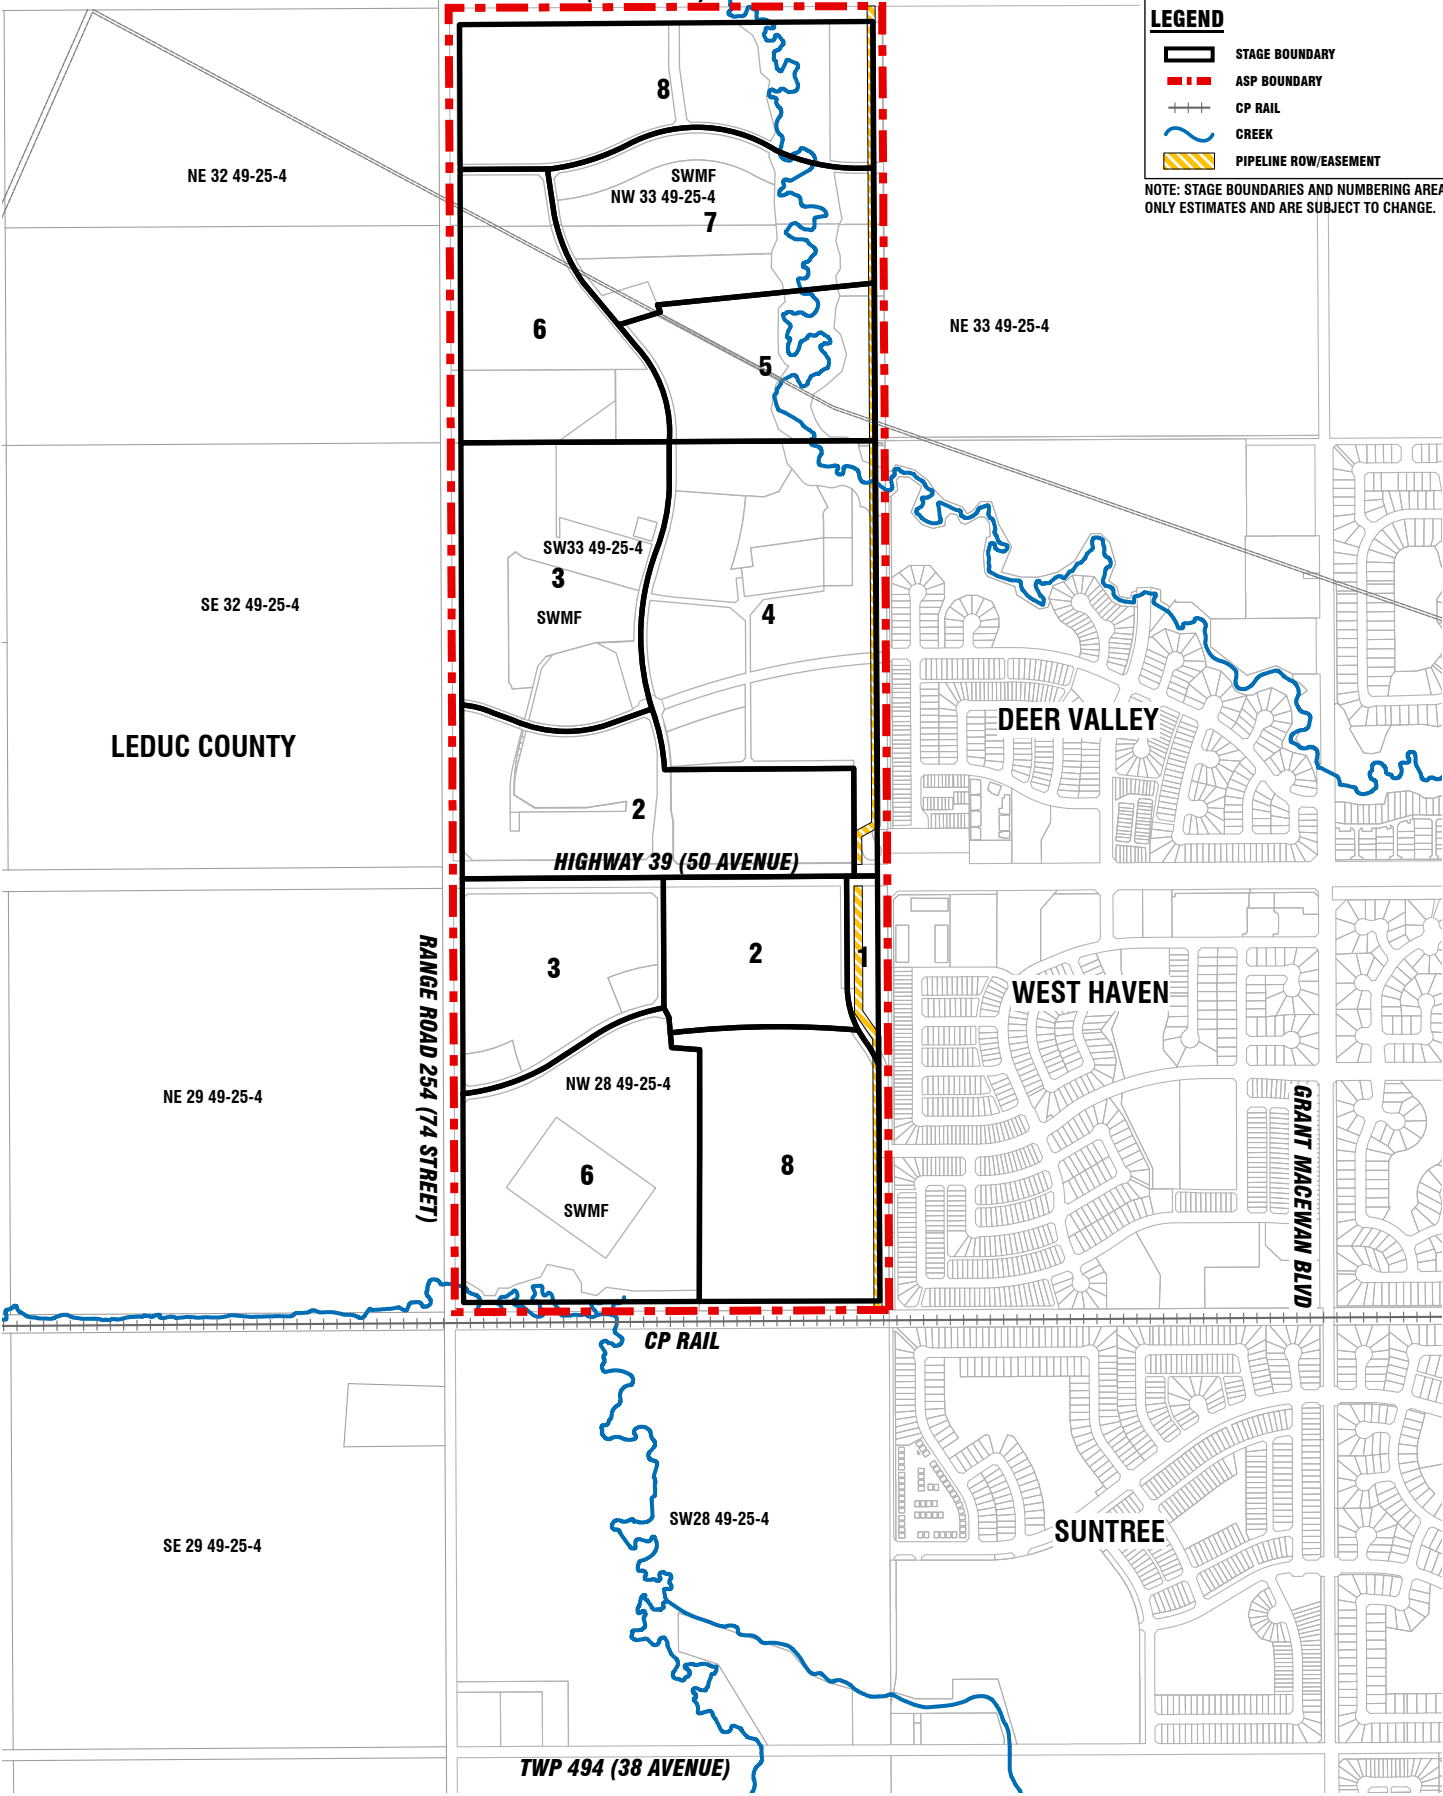 LEGEND
STAGE BOUNDARY
ASP BOUNDARY
CP RAIL
CREEK
PIPELINE ROW/EASEMENT
NOTE: STAGE BOUNDARIES AND NUMBERING AREA
ONLY ESTIMATES AND ARE SUBJECT TO CHANGE.
8
NE 32 49-25-4
SWMF
NW 33 49-25-4
7
6
NE 33 49-25-4
5
SW33 49-25-4
3
SWMF
SE 32 49-25-4
4
DEER VALLEY
LEDUC COUNTY
2
HIGHWAY 39 (50 AVENUE)
RANGE ROAD 254 (74 STREET)
3
2
1
WEST HAVEN
NW 28 49-25-4
NE 29 49-25-4
GRANT MACEWAN BLVD
6
SWMF
8
CP RAIL
SW28 49-25-4
SUNTREE
SE 29 49-25-4
TWP 494 (38 AVENUE)